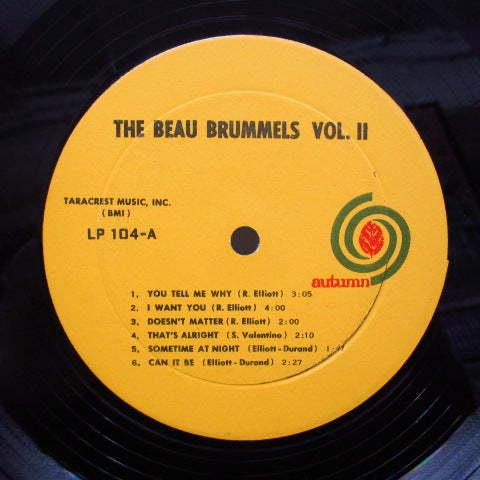 THE BEAU BRUMMELS VOL. II
TARACREST MUSIC, INC.
(BMI)
LP 104-A
autumn
1. YOU TELL ME WHY (R. Elliott) 3:05
2. I WANT YOU (R. Elliott) 4:00
3. DOESN'T MATTER (R. Elliott) 2:00
4. THAT'S ALRIGHT (S. Valentino) 2:10
5. SOMETIME AT NIGHT (Elliott-Durand)
6. CAN IT BE (Elliott-Durand) 2:27